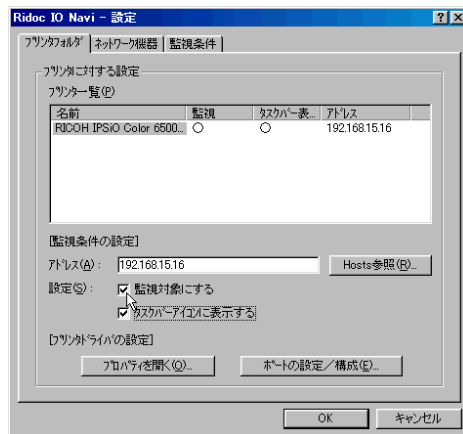 Ridoc IO Navi - 設定
プリンタフォルダ ネットワーク機器 監視条件
プリンタに対する設定
プリンター覧(P)
名前 監視 タスクバー表... アドレス
RICOH IPSiO Color 6500... ○ ○ 192.168.15.16
[監視条件の設定]
アドレス(A): 192.168.15.16 Hosts参照(R)...
設定(S): 監視対象にする
タスクバーアイコンに表示する
[プリンタドライバの設定]
プロパティを開く(O)... ポートの設定/構成(E)...
OK キャンセル